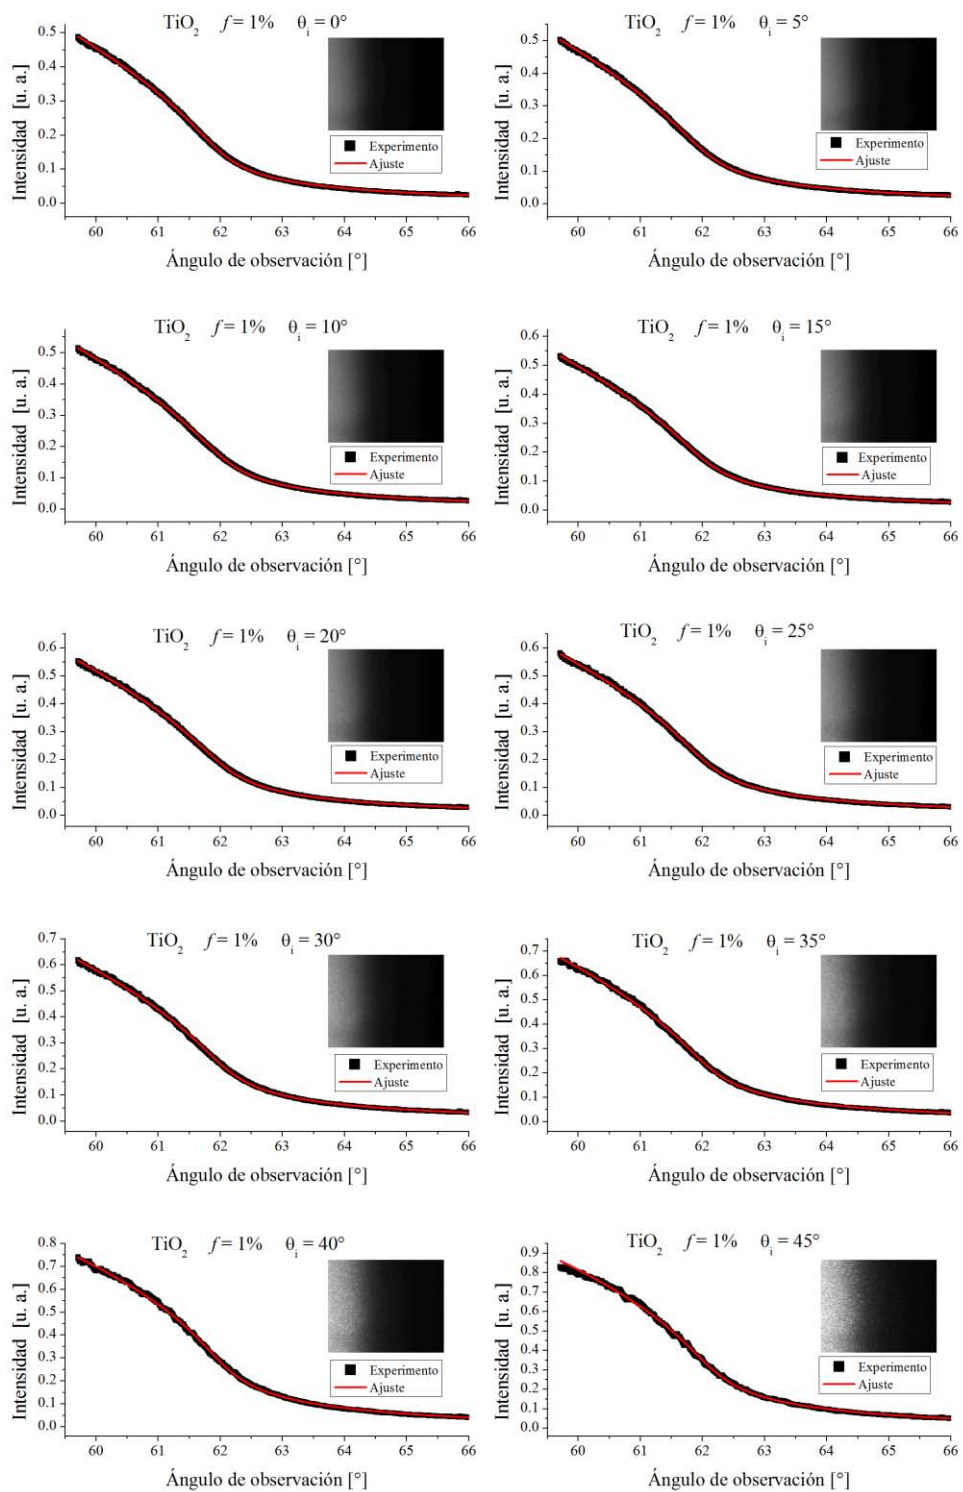 TiO2 f = 1% θi = 0°
Intensidad [u. a.]
0.5
0.4
0.3
0.2
0.1
0.0
Experimento
Ajuste
60 61 62 63 64 65 66
Ángulo de observación [°]
TiO2 f = 1% θi = 5°
Intensidad [u. a.]
0.5
0.4
0.3
0.2
0.1
0.0
Experimento
Ajuste
60 61 62 63 64 65 66
Ángulo de observación [°]
TiO2 f = 1% θi = 10°
Intensidad [u. a.]
0.5
0.4
0.3
0.2
0.1
0.0
Experimento
Ajuste
60 61 62 63 64 65 66
Ángulo de observación [°]
TiO2 f = 1% θi = 15°
Intensidad [u. a.]
0.6
0.5
0.4
0.3
0.2
0.1
0.0
Experimento
Ajuste
60 61 62 63 64 65 66
Ángulo de observación [°]
TiO2 f = 1% θi = 20°
Intensidad [u. a.]
0.6
0.5
0.4
0.3
0.2
0.1
0.0
Experimento
Ajuste
60 61 62 63 64 65 66
Ángulo de observación [°]
TiO2 f = 1% θi = 25°
Intensidad [u. a.]
0.6
0.5
0.4
0.3
0.2
0.1
0.0
Experimento
Ajuste
60 61 62 63 64 65 66
Ángulo de observación [°]
TiO2 f = 1% θi = 30°
Intensidad [u. a.]
0.7
0.6
0.5
0.4
0.3
0.2
0.1
0.0
Experimento
Ajuste
60 61 62 63 64 65 66
Ángulo de observación [°]
TiO2 f = 1% θi = 35°
Intensidad [u. a.]
0.7
0.6
0.5
0.4
0.3
0.2
0.1
0.0
Experimento
Ajuste
60 61 62 63 64 65 66
Ángulo de observación [°]
TiO2 f = 1% θi = 40°
Intensidad [u. a.]
0.8
0.7
0.6
0.5
0.4
0.3
0.2
0.1
0.0
Experimento
Ajuste
60 61 62 63 64 65 66
Ángulo de observación [°]
TiO2 f = 1% θi = 45°
Intensidad [u. a.]
0.9
0.8
0.7
0.6
0.5
0.4
0.3
0.2
0.1
0.0
Experimento
Ajuste
60 61 62 63 64 65 66
Ángulo de observación [°]